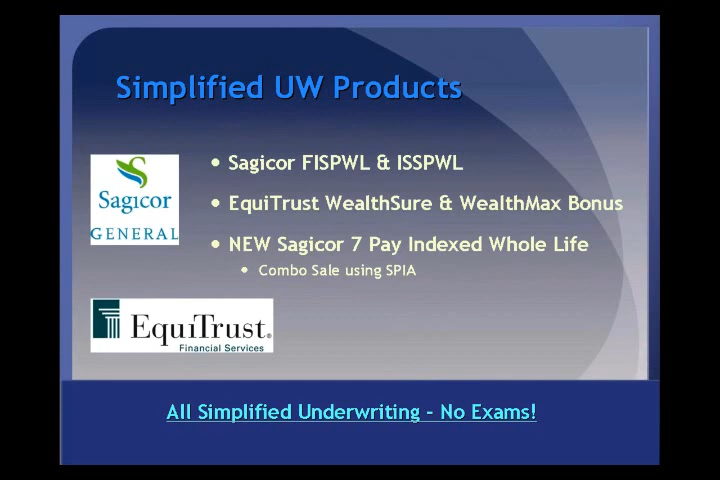 Simplified UW Products
Sagicor
GENERAL
• Sagicor FISPWL & ISSPWL
• EquiTrust WealthSure & WealthMax Bonus
• NEW Sagicor 7 Pay Indexed Whole Life
• Combo Sale using SPIA
EquiTrust®
Financial Services
All Simplified Underwriting - No Exams!